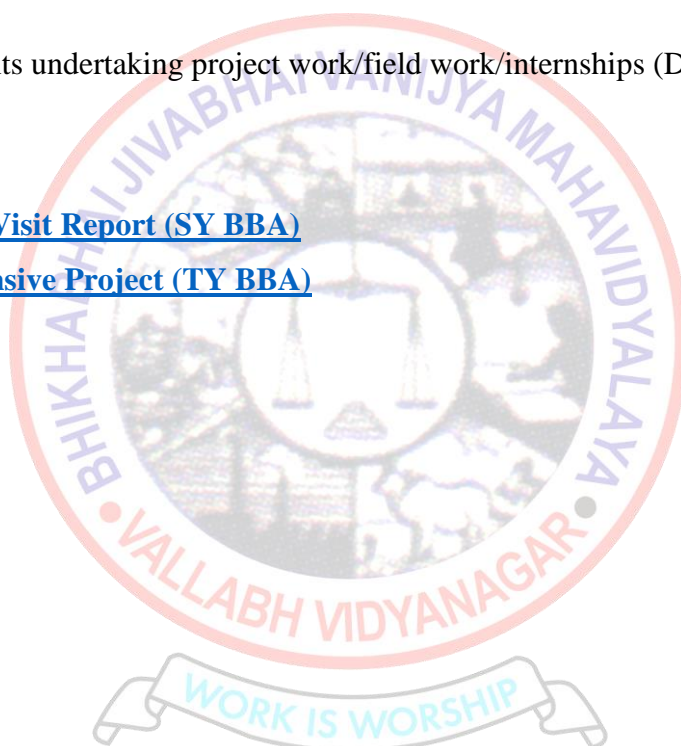 ts undertaking project work/field work/internships (D
Visit Report (SY BBA)
nsive Project (TY BBA)
BHIKHABHAI JIVABHAI VANIJYA MAHAVIDYALAYA
• VALLABH VIDYANAGAR •
WORK IS WORSHIP